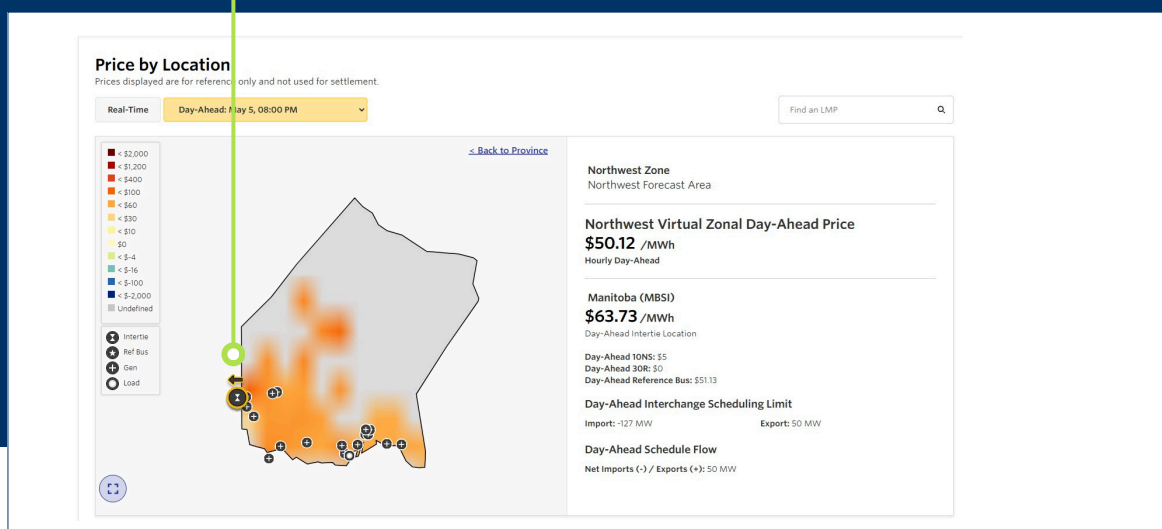 Price by Location
Prices displayed are for reference only and not used for settlement.
Real-Time
Day-Ahead: May 5, 08:00 PM
Find an LMP
< $2,000
< $1,200
< $400
< $100
< $60
< $30
< $10
$0
< $-4
< $-16
< $-100
< $-2,000
Undefined
Intertie
Ref Bus
Gen
Load
< Back to Province
Northwest Zone
Northwest Forecast Area
Northwest Virtual Zonal Day-Ahead Price
$50.12 /MWh
Hourly Day-Ahead
Manitoba (MBSI)
$63.73 /MWh
Day-Ahead Intertie Location
Day-Ahead 10NS: $5
Day-Ahead 30R: $0
Day-Ahead Reference Bus: $51.13
Day-Ahead Interchange Scheduling Limit
Import: -127 MW Export: 50 MW
Day-Ahead Schedule Flow
Net Imports (-) / Exports (+): 50 MW